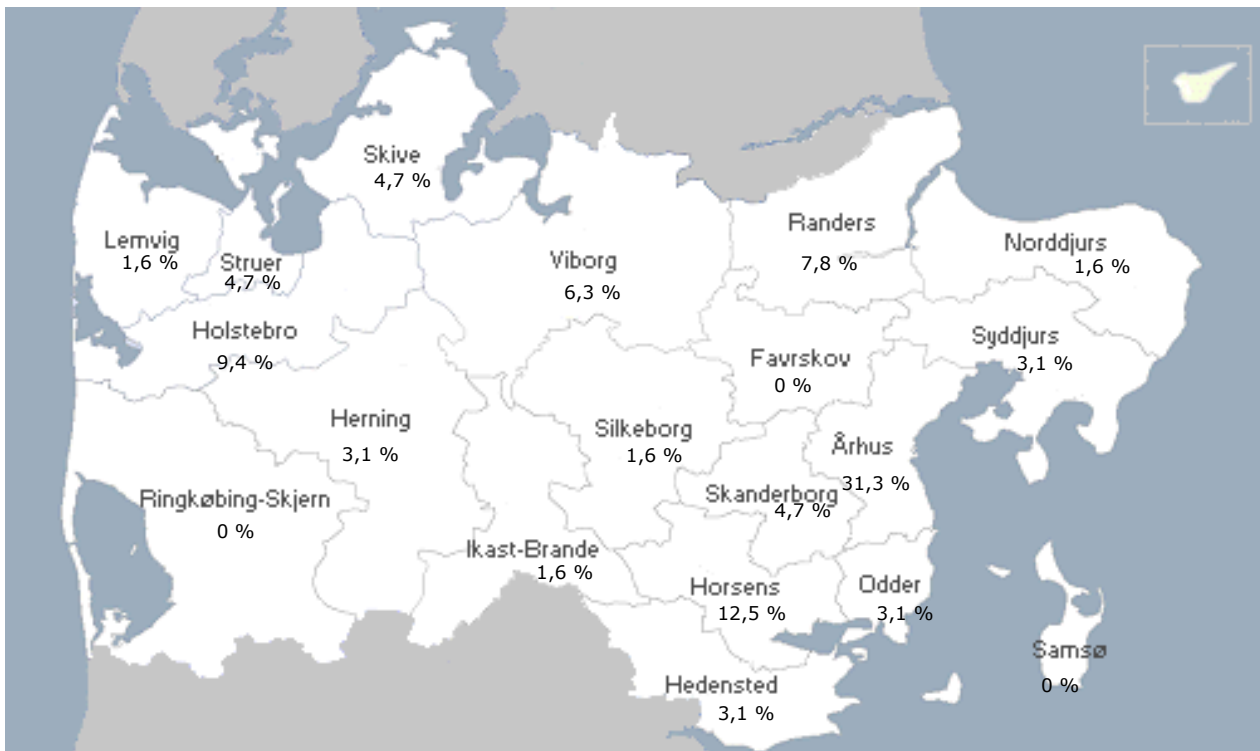 Skive
4,7 %
Lemvig
1,6 %
Struer
4,7 %
Holstebro
9,4 %
Viborg
6,3 %
Randers
7,8 %
Norddjurs
1,6 %
Syddjurs
3,1 %
Favrskov
0 %
Herning
3,1 %
Silkeborg
1,6 %
Århus
31,3 %
Ringkøbing-Skjern
0 %
Skanderborg
4,7 %
Ikast-Brande
1,6 %
Horsens
12,5 %
Odder
3,1 %
Samsø
0 %
Hedensted
3,1 %